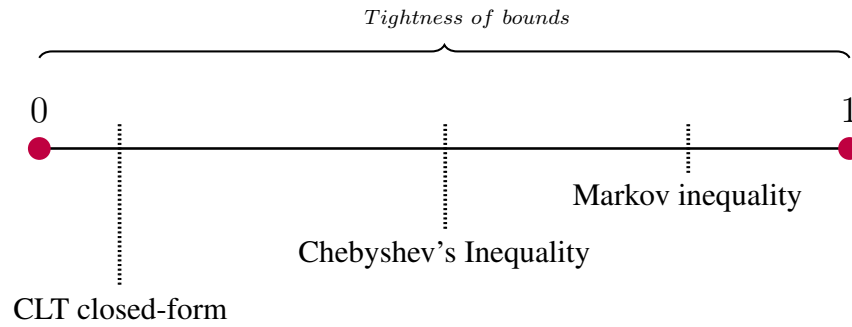 Tightness of bounds
0
1
Markov inequality
Chebyshev’s Inequality
CLT closed-form